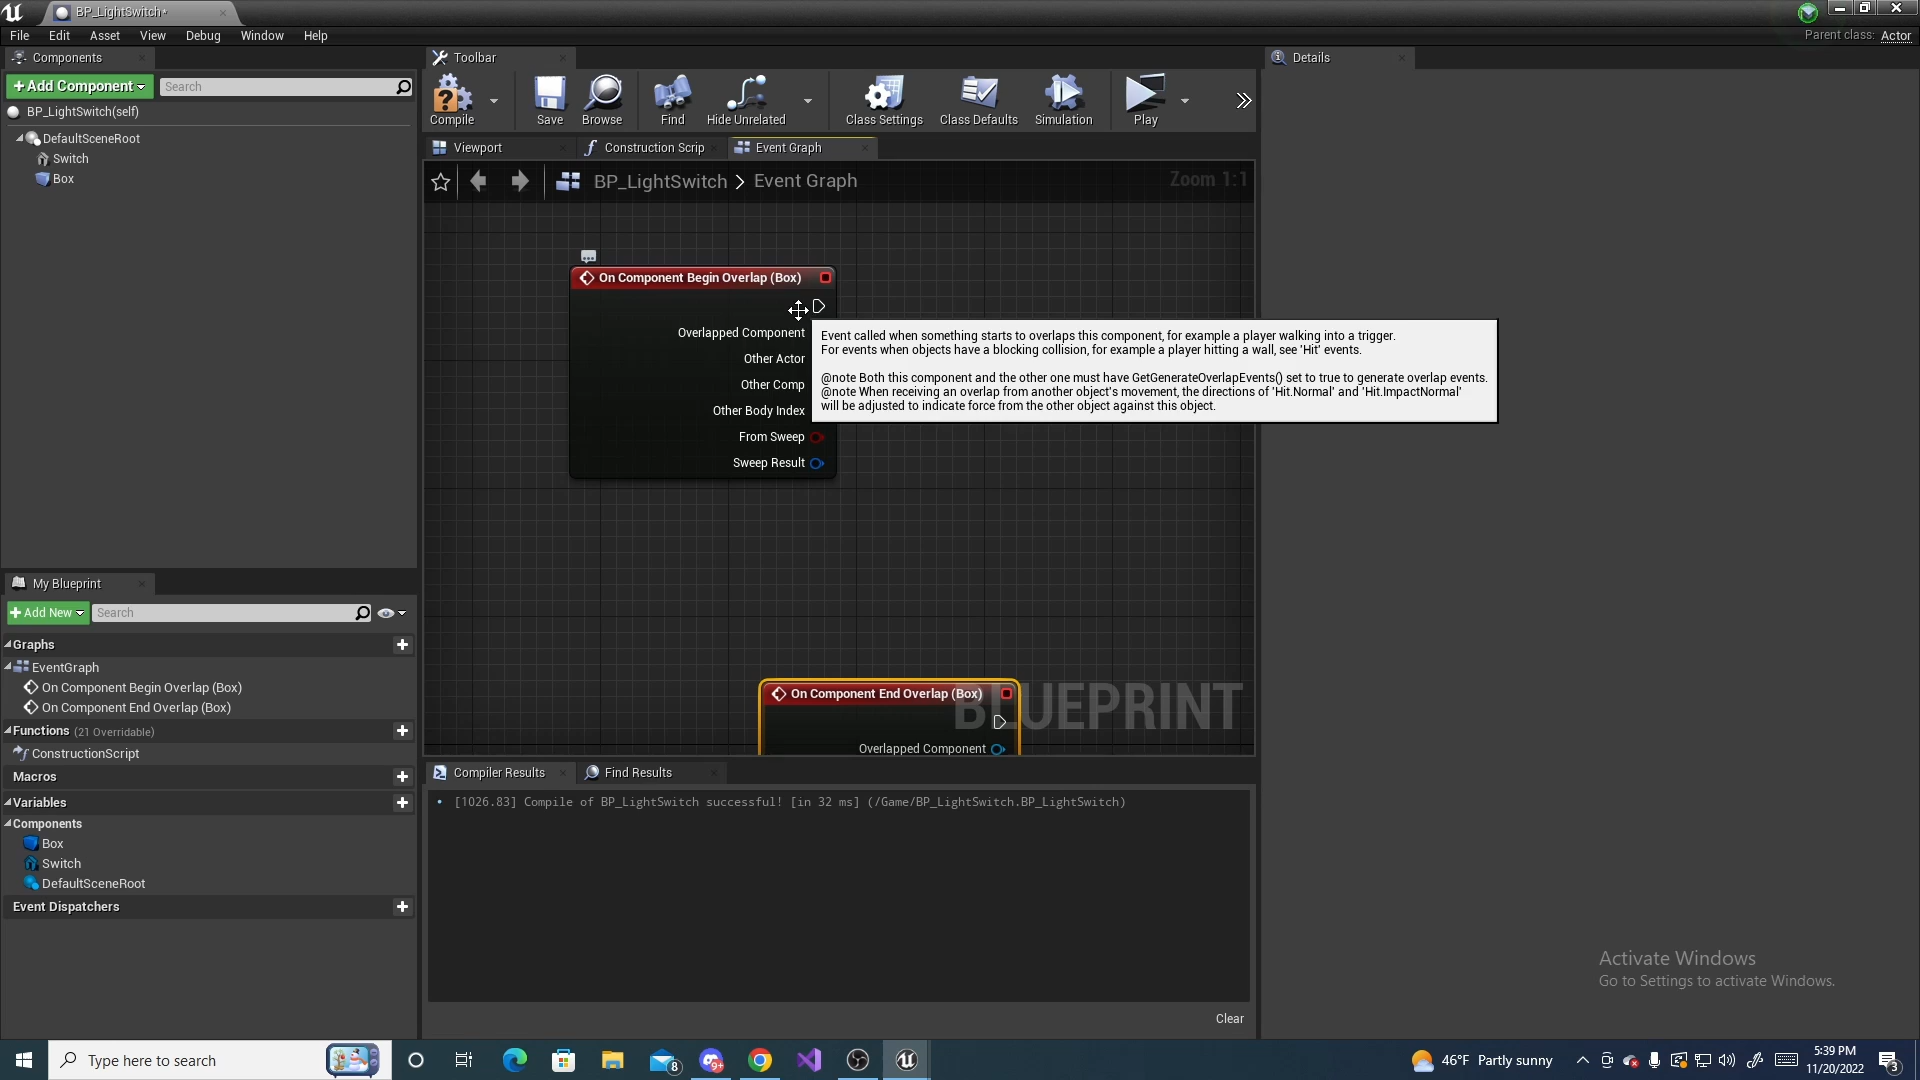 BP_LightSwitch*
File Edit Asset View Debug Window Help
Parent class: Actor
Components
Toolbar
Details
+ Add Component
Search
BP_LightSwitch(self)
DefaultSceneRoot
Switch
Box
Compile
Save
Browse
Find
Hide Unrelated
Class Settings
Class Defaults
Simulation
Play
Viewport
Construction Scrip
Event Graph
BP_LightSwitch > Event Graph
Zoom 1:1
On Component Begin Overlap (Box)
Overlapped Component
Other Actor
Other Comp
Other Body Index
From Sweep
Sweep Result
Event called when something starts to overlaps this component, for example a player walking into a trigger.
For events when objects have a blocking collision, for example a player hitting a wall, see 'Hit' events.
@note Both this component and the other one must have GetGenerateOverlapEvents() set to true to generate overlap events.
@note When receiving an overlap from another object's movement, the directions of 'Hit.Normal' and 'Hit.ImpactNormal'
will be adjusted to indicate force from the other object against this object.
On Component End Overlap (Box)
Overlapped Component
BLUEPRINT
My Blueprint
+ Add New
Search
Graphs
EventGraph
On Component Begin Overlap (Box)
On Component End Overlap (Box)
Functions (21 Overridable)
ConstructionScript
Macros
Variables
Components
Box
Switch
DefaultSceneRoot
Event Dispatchers
Compiler Results
Find Results
[1026.83] Compile of BP_LightSwitch successful! [in 32 ms] (/Game/BP_LightSwitch.BP_LightSwitch)
Clear
Activate Windows
Go to Settings to activate Windows.
Type here to search
8
9+
46°F Partly sunny
5:39 PM
11/20/2022
3